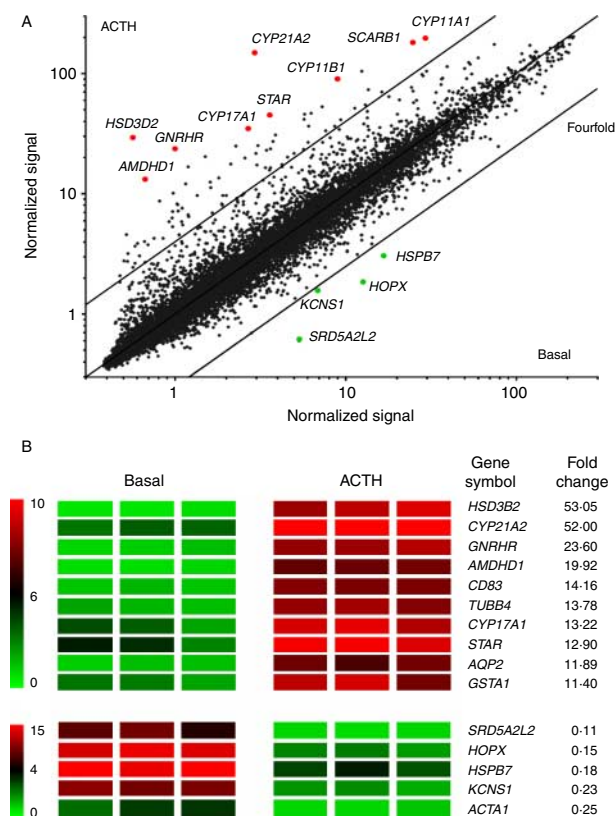 A
ACTH
CYP11A1
SCARB1
CYP21A2
100
CYP11B1
STAR
HSD3D2
CYP17A1
Fourfold
GNRHR
AMDHD1
Normalized signal
10
HSPB7
HOPX
KCNS1
1
SRD5A2L2
Basal
1 10 100
Normalized signal
B
Basal ACTH Gene symbol Fold change
10 HSD3B2 53·05
CYP21A2 52·00
GNRHR 23·60
AMDHD1 19·92
CD83 14·16
6 TUBB4 13·78
CYP17A1 13·22
STAR 12·90
AQP2 11·89
0 GSTA1 11·40
15 SRD5A2L2 0·11
HOPX 0·15
4 HSPB7 0·18
KCNS1 0·23
0 ACTA1 0·25